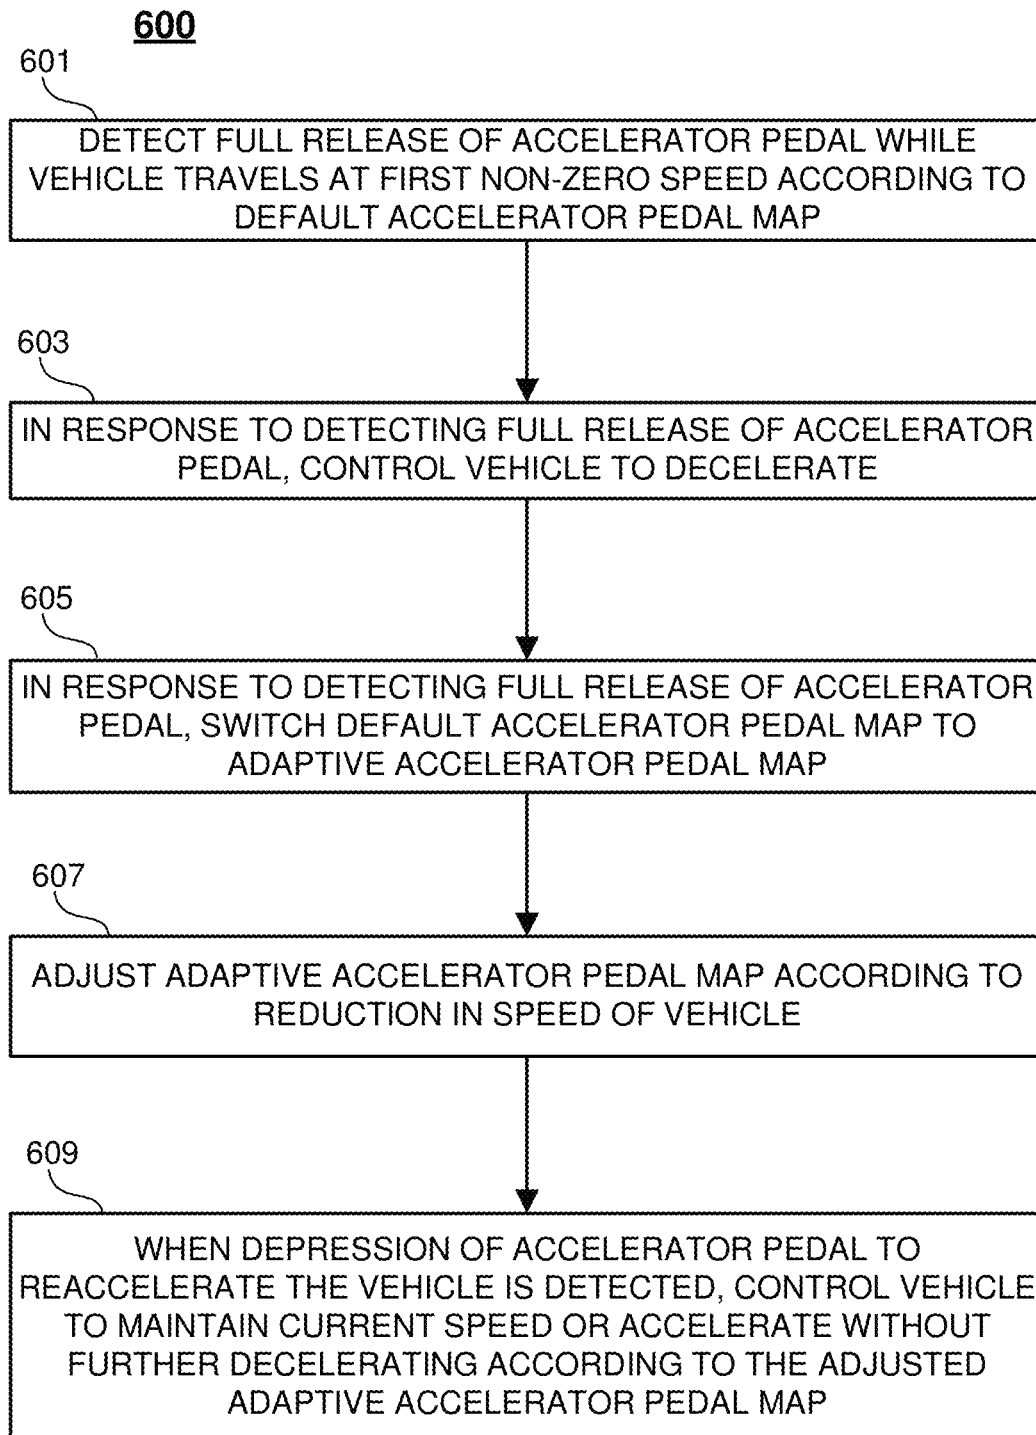 600
601
DETECT FULL RELEASE OF ACCELERATOR PEDAL WHILE
VEHICLE TRAVELS AT FIRST NON-ZERO SPEED ACCORDING TO
DEFAULT ACCELERATOR PEDAL MAP
603
IN RESPONSE TO DETECTING FULL RELEASE OF ACCELERATOR
PEDAL, CONTROL VEHICLE TO DECELERATE
605
IN RESPONSE TO DETECTING FULL RELEASE OF ACCELERATOR
PEDAL, SWITCH DEFAULT ACCELERATOR PEDAL MAP TO
ADAPTIVE ACCELERATOR PEDAL MAP
607
ADJUST ADAPTIVE ACCELERATOR PEDAL MAP ACCORDING TO
REDUCTION IN SPEED OF VEHICLE
609
WHEN DEPRESSION OF ACCELERATOR PEDAL TO
REACCELERATE THE VEHICLE IS DETECTED, CONTROL VEHICLE
TO MAINTAIN CURRENT SPEED OR ACCELERATE WITHOUT
FURTHER DECELERATING ACCORDING TO THE ADJUSTED
ADAPTIVE ACCELERATOR PEDAL MAP